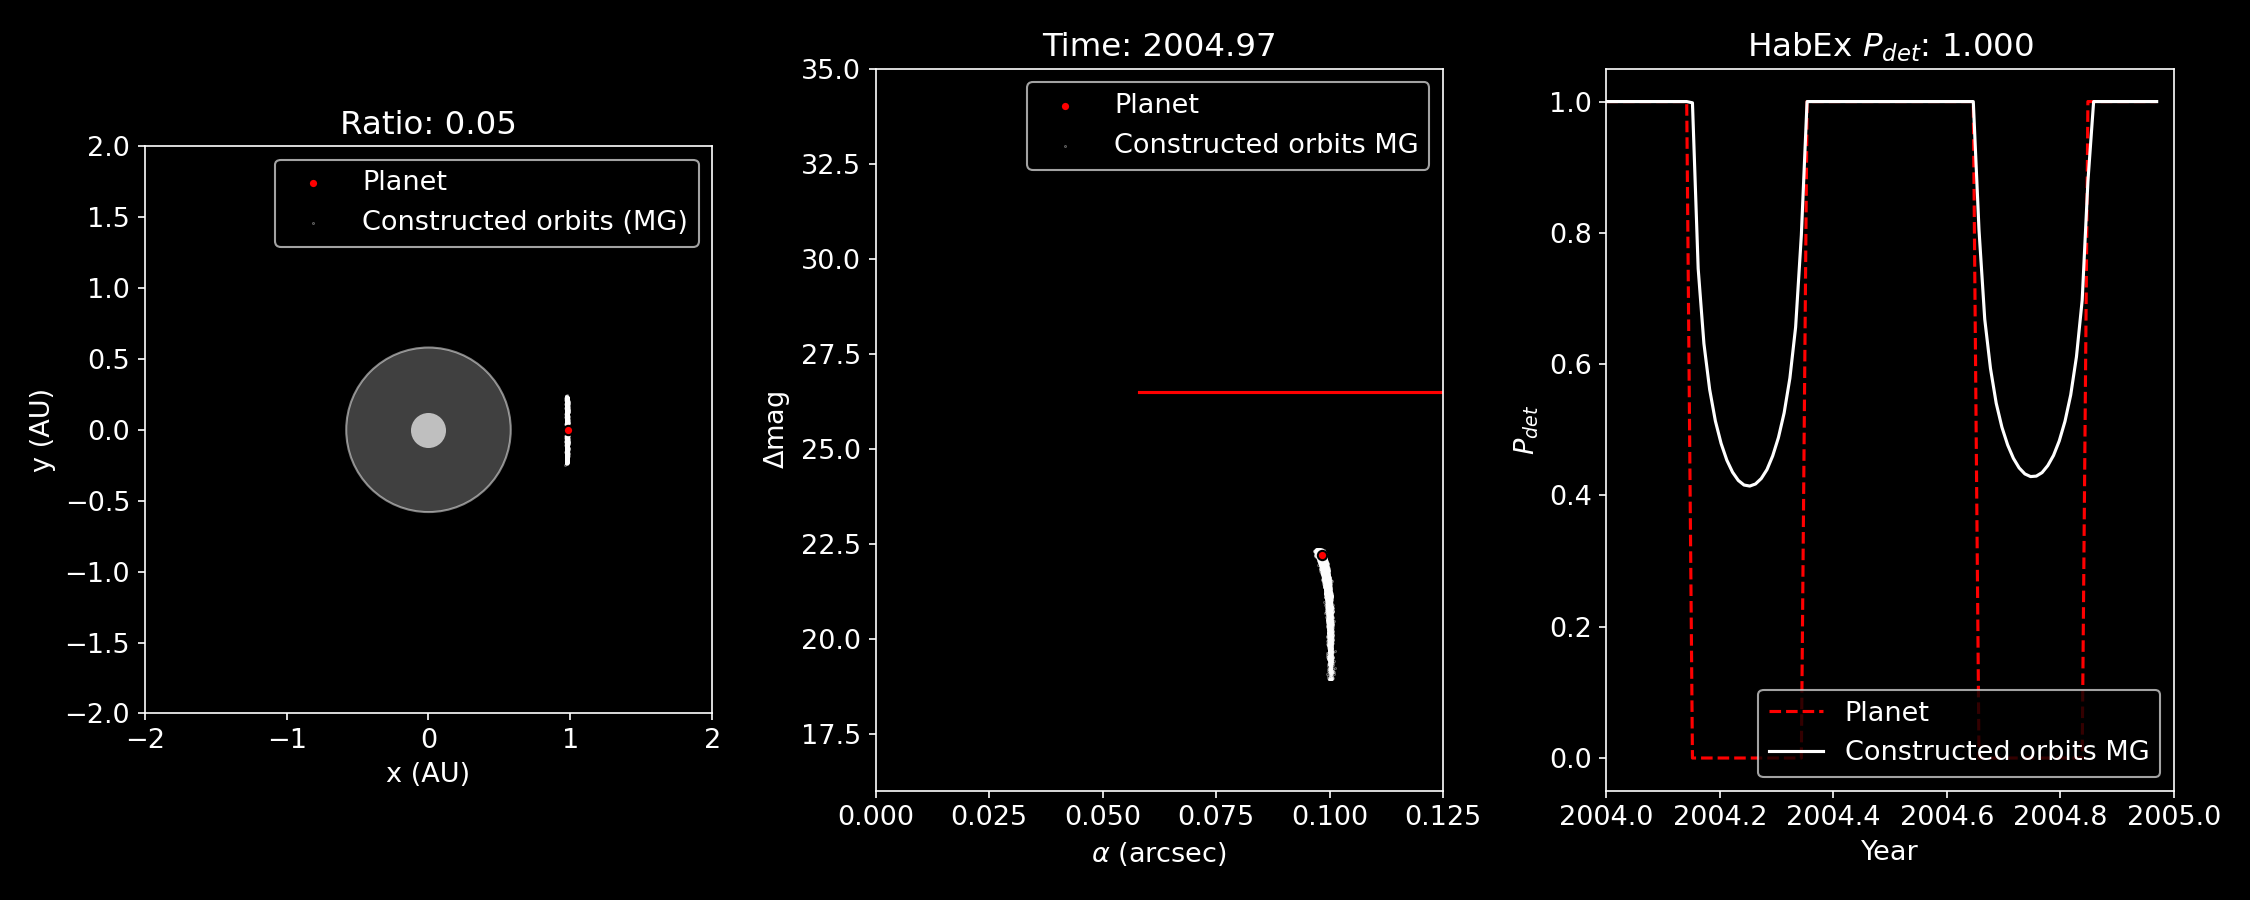 Ratio: 0.05
Planet
Constructed orbits (MG)
2.0
1.5
1.0
0.5
0.0
−0.5
−1.0
−1.5
−2.0
y (AU)
−2 −1 0 1 2
x (AU)
Time: 2004.97
Planet
Constructed orbits MG
35.0
32.5
30.0
27.5
25.0
22.5
20.0
17.5
Δmag
0.000 0.025 0.050 0.075 0.100 0.125
α (arcsec)
HabEx P_det: 1.000
1.0
0.8
0.6
0.4
0.2
0.0
P_det
Planet
Constructed orbits MG
2004.0 2004.2 2004.4 2004.6 2004.8 2005.0
Year